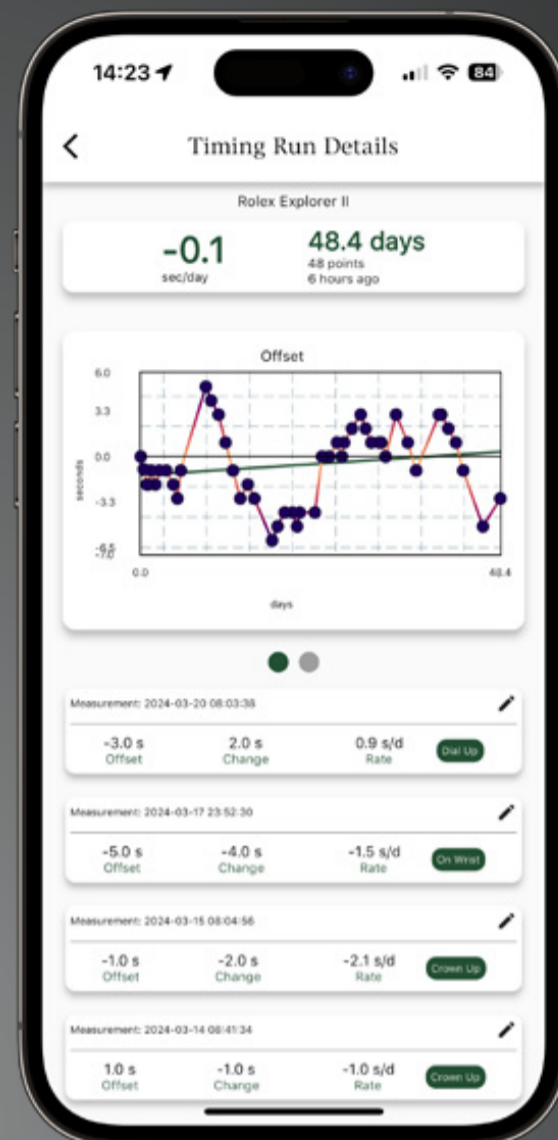 14:23
84
Timing Run Details
Rolex Explorer II
-0.1
sec/day
48.4 days
48 points
6 hours ago
Offset
6.0
3.3
0.0
-3.3
-6.5
-7.0
seconds
0.0
48.4
days
Measurement: 2024-03-20 08:03:38
-3.0 s 2.0 s 0.9 s/d Dial Up
Offset Change Rate
Measurement: 2024-03-17 23:52:30
-5.0 s -4.0 s -1.5 s/d On Wrist
Offset Change Rate
Measurement: 2024-03-15 08:04:56
-1.0 s -2.0 s -2.1 s/d Crown Up
Offset Change Rate
Measurement: 2024-03-14 08:41:34
1.0 s -1.0 s -1.0 s/d Crown Up
Offset Change Rate